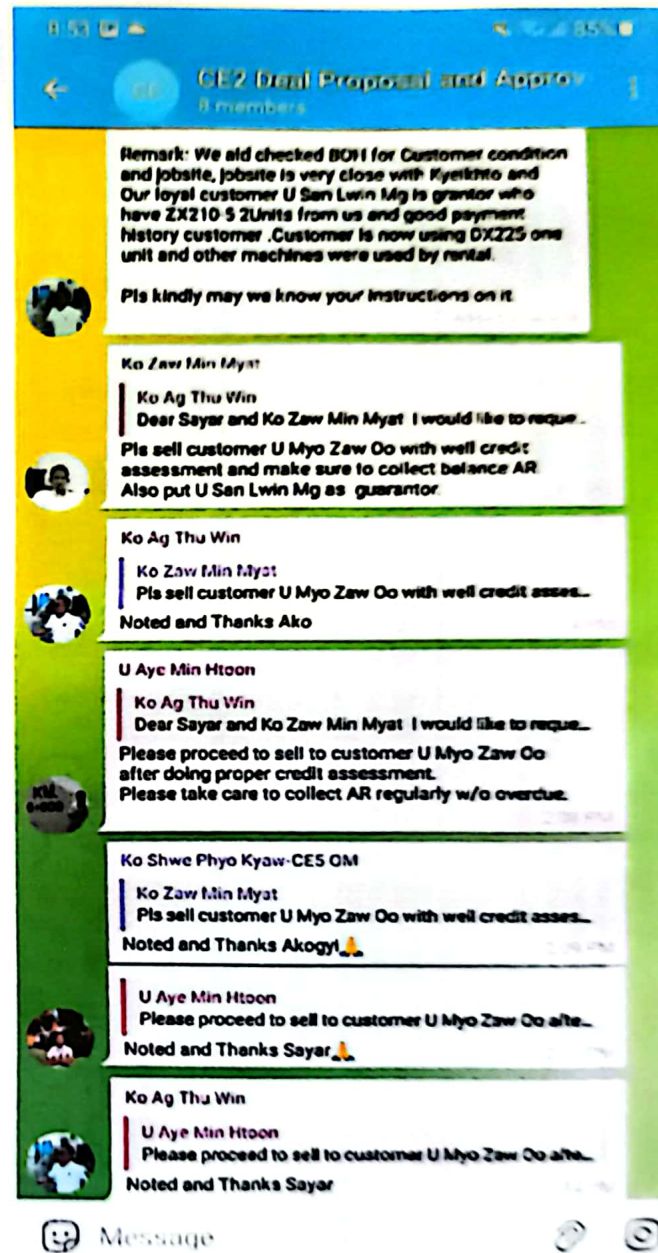 8:53
85%
CE2 Deal Proposal and Approv
8 members
Remark: We ald checked BOH for Customer condition
and jobsite, jobsite is very close with Kyeikhto and
Our loyal customer U San Lwin Mg is grantor who
have ZX210-5 2Units from us and good payment
history customer .Customer is now using DX225 one
unit and other machines were used by rental.
Pls kindly may we know your instructions on it
Ko Zaw Min Myat
Ko Ag Thu Win
Dear Sayar and Ko Zaw Min Myat I would like to reque...
Pls sell customer U Myo Zaw Oo with well credit
assessment and make sure to collect balance AR
Also put U San Lwin Mg as guarantor.
Ko Ag Thu Win
Ko Zaw Min Myat
Pls sell customer U Myo Zaw Oo with well credit asses...
Noted and Thanks Ako
U Aye Min Htoon
Ko Ag Thu Win
Dear Sayar and Ko Zaw Min Myat I would like to reque...
Please proceed to sell to customer U Myo Zaw Oo
after doing proper credit assessment.
Please take care to collect AR regularly w/o overdue.
Ko Shwe Phyo Kyaw-CE5 OM
Ko Zaw Min Myat
Pls sell customer U Myo Zaw Oo with well credit asses...
Noted and Thanks Akogyi🙏
U Aye Min Htoon
Please proceed to sell to customer U Myo Zaw Oo afte...
Noted and Thanks Sayar🙏
Ko Ag Thu Win
U Aye Min Htoon
Please proceed to sell to customer U Myo Zaw Oo afte...
Noted and Thanks Sayar
Message